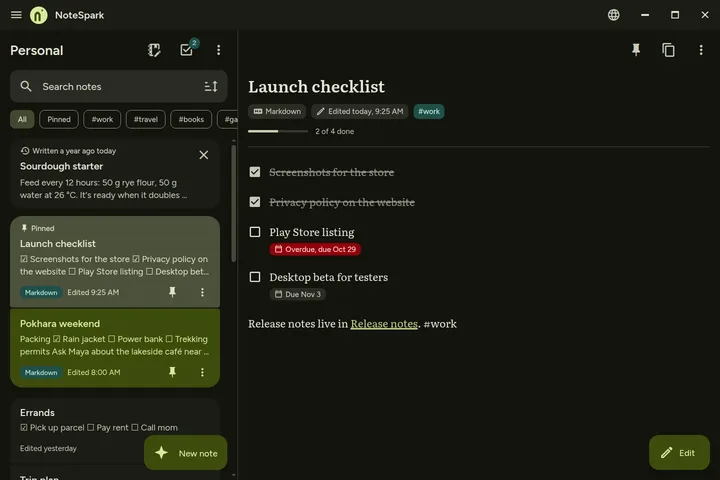 NoteSpark
Personal
2
Search notes
All
Pinned
#work
#travel
#books
#ga
Written a year ago today
Sourdough starter
Feed every 12 hours: 50 g rye flour, 50 g
water at 26 °C. It's ready when it doubles ...
Pinned
Launch checklist
☑ Screenshots for the store ☑ Privacy policy on
the website ☐ Play Store listing ☐ Desktop bet...
Markdown
Edited 9:25 AM
Pokhara weekend
Packing ☑ Rain jacket ☐ Power bank ☐ Trekking
permits Ask Maya about the lakeside café near ...
Markdown
Edited 8:00 AM
Errands
☑ Pick up parcel ☐ Pay rent ☐ Call mom
Edited yesterday
New note
Launch checklist
Markdown
Edited today, 9:25 AM
#work
2 of 4 done
Screenshots for the store
Privacy policy on the website
Play Store listing
Overdue, due Oct 29
Desktop beta for testers
Due Nov 3
Release notes live in Release notes. #work
Edit